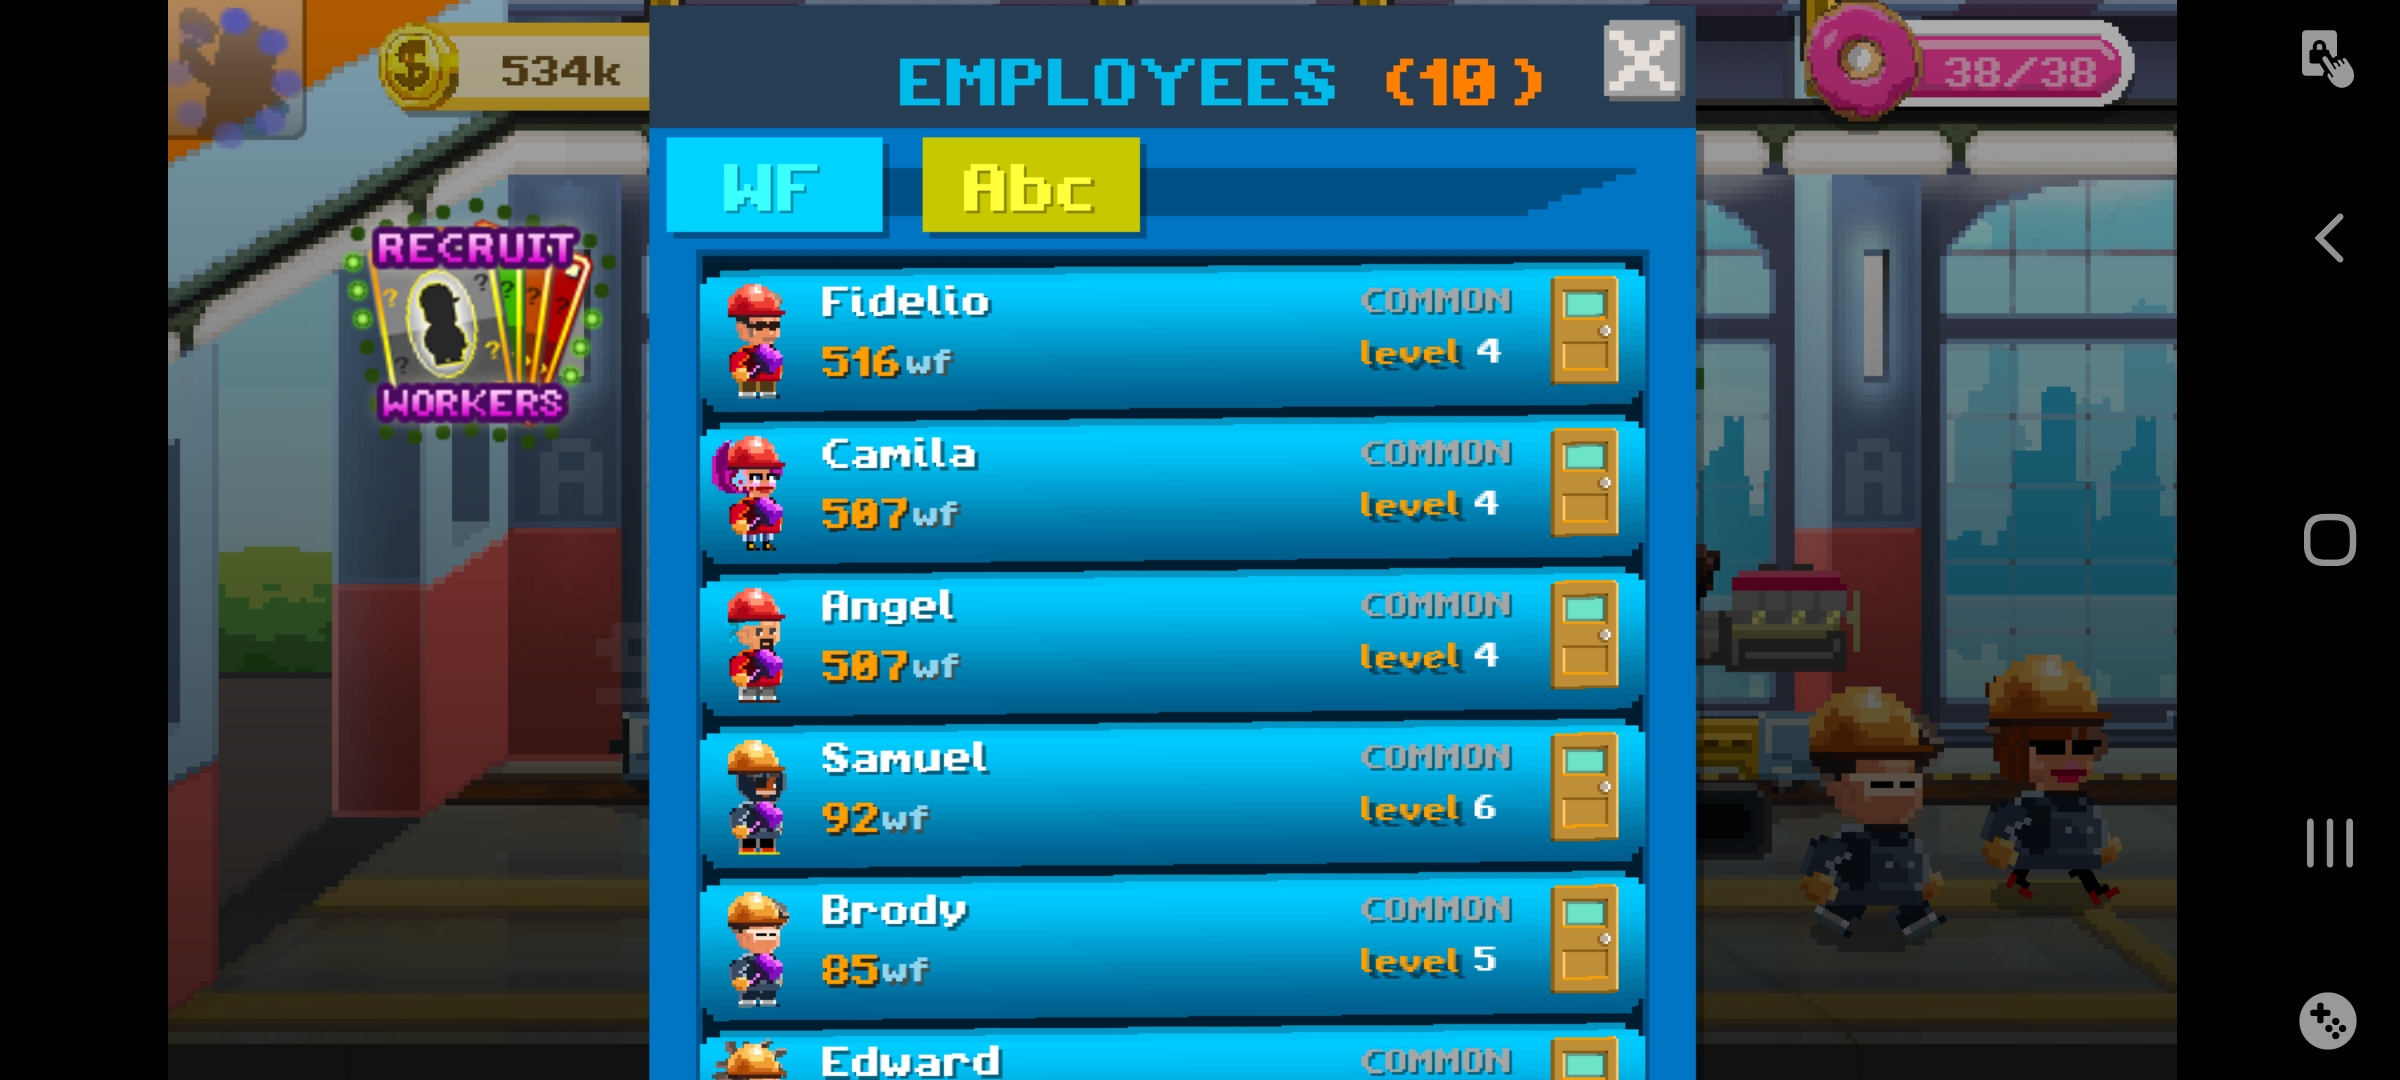 534k
EMPLOYEES (10)
38/38
WF Abc
RECRUIT
WORKERS
Fidelio COMMON
516wf level 4
Camila COMMON
507wf level 4
Angel COMMON
507wf level 4
Samuel COMMON
92wf level 6
Brody COMMON
85wf level 5
Edward COMMON
A
A